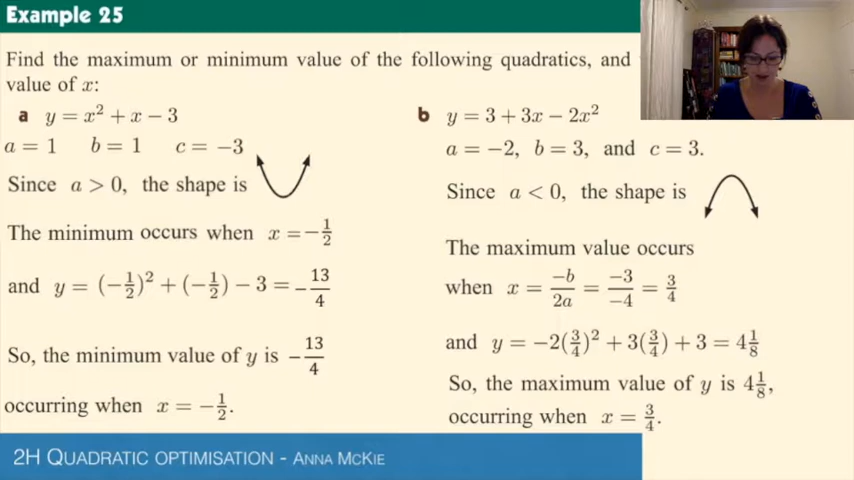 Example 25
Find the maximum or minimum value of the following quadratics, and
value of x:
a y = x² + x − 3
a = 1 b = 1 c = −3
Since a > 0, the shape is
The minimum occurs when x = −1/2
and y = (−1/2)² + (−1/2) − 3 = −13/4
So, the minimum value of y is −13/4
occurring when x = −1/2.
b y = 3 + 3x − 2x²
a = −2, b = 3, and c = 3.
Since a < 0, the shape is
The maximum value occurs
when x = −b/2a = −3/−4 = 3/4
and y = −2(3/4)² + 3(3/4) + 3 = 4 1/8
So, the maximum value of y is 4 1/8,
occurring when x = 3/4.
2H QUADRATIC OPTIMISATION - ANNA MCKIE